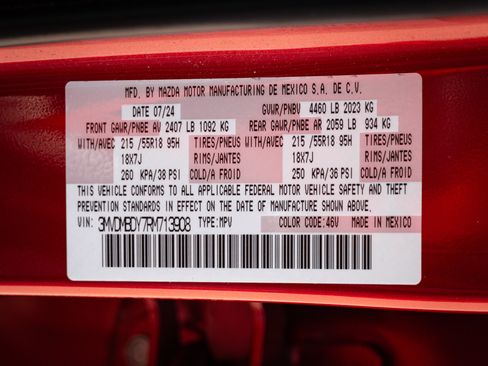 MFD. BY MAZDA MOTOR MANUFACTURING DE MEXICO S.A. DE C.V.
DATE 07/24 GVWR/PNBV 4460 LB 2023 KG
FRONT GAWR/PNBE AV 2407 LB 1092 KG REAR GAWR/PNBE AR 2059 LB 934 KG
WITH/AVEC 215 /55R18 95H TIRES/PNEUS WITH/AVEC 215 /55R18 95H TIRES/PNEUS
18X7J RIMS/JANTES 18X7J RIMS/JANTES
260 KPA/38 PSI COLD/A FROID 250 KPA/36 PSI COLD/A FROID
THIS VEHICLE CONFORMS TO ALL APPLICABLE FEDERAL MOTOR VEHICLE SAFETY AND THEFT
PREVENTION STANDARDS IN EFFECT ON THE DATE OF MANUFACTURE SHOWN ABOVE.
VIN: 3MVDMBDY7RM713908 TYPE: MPV COLOR CODE: 46V MADE IN MEXICO